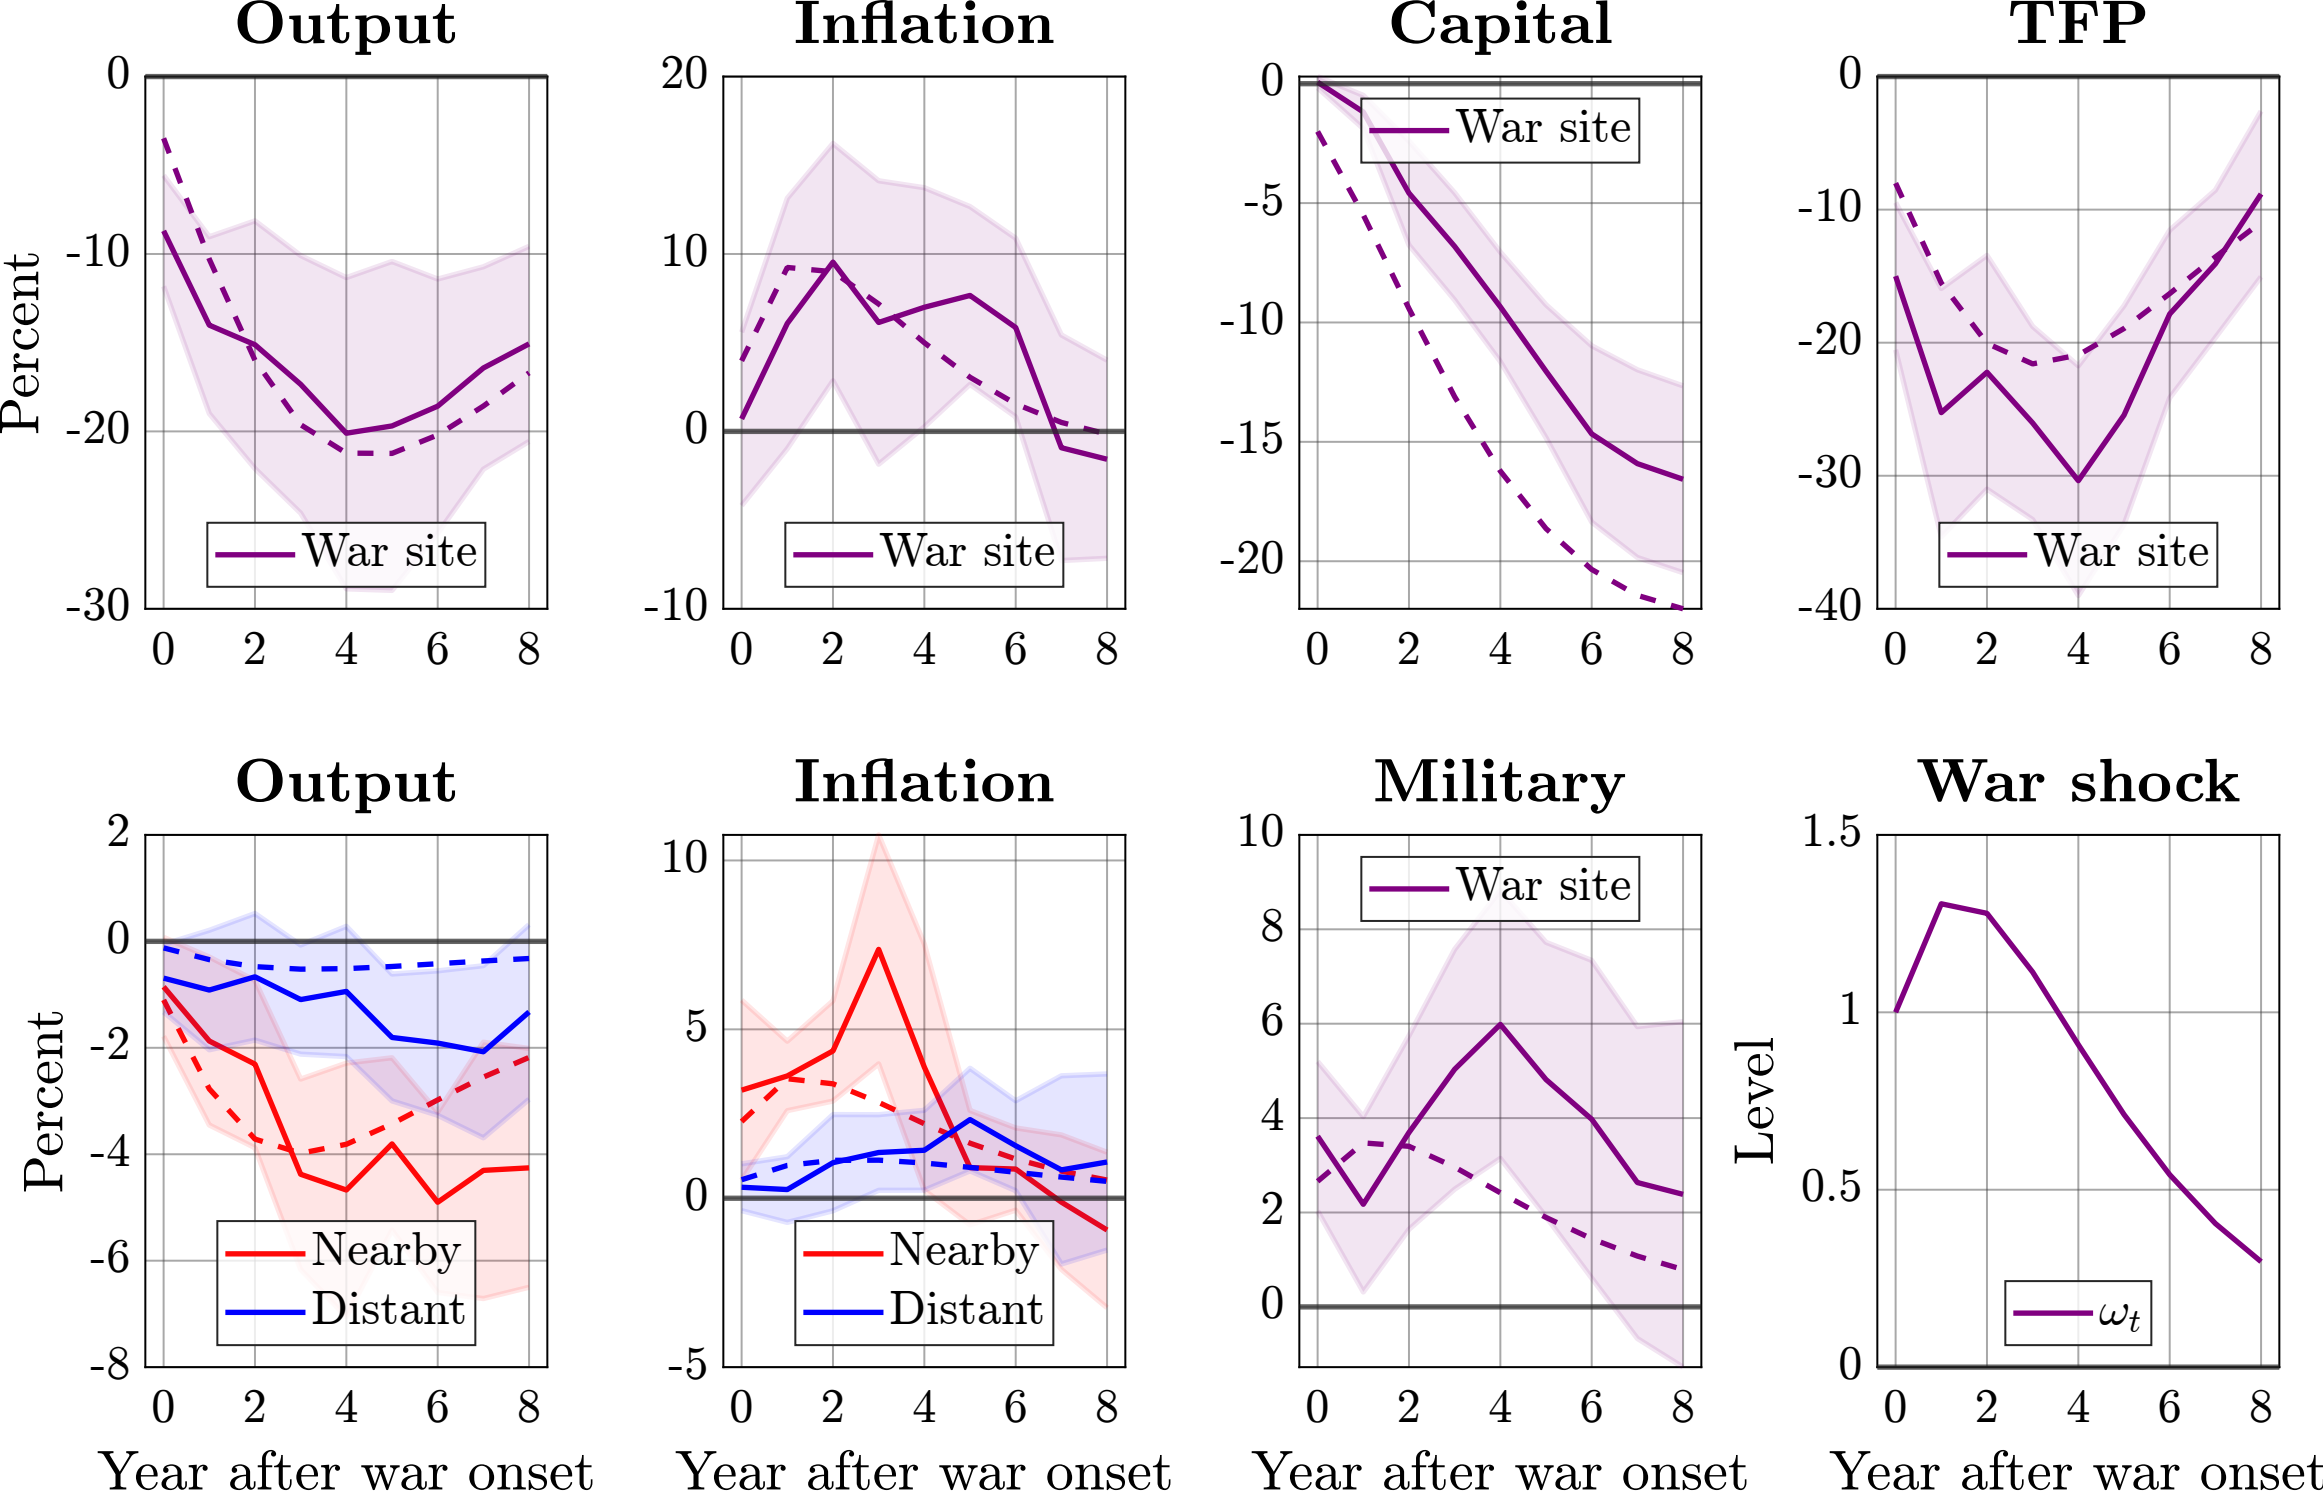 Output
Inflation
Capital
TFP
0
-10
-20
-30
Percent
0 2 4 6 8
War site
20
10
0
-10
0 2 4 6 8
War site
0
-5
-10
-15
-20
0 2 4 6 8
War site
0
-10
-20
-30
-40
0 2 4 6 8
War site
Output
Inflation
Military
War shock
2
0
-2
-4
-6
-8
Percent
0 2 4 6 8
Nearby
Distant
Year after war onset
10
5
0
-5
0 2 4 6 8
Nearby
Distant
Year after war onset
10
8
6
4
2
0
0 2 4 6 8
War site
Year after war onset
1.5
1
0.5
0
Level
0 2 4 6 8
ωt
Year after war onset